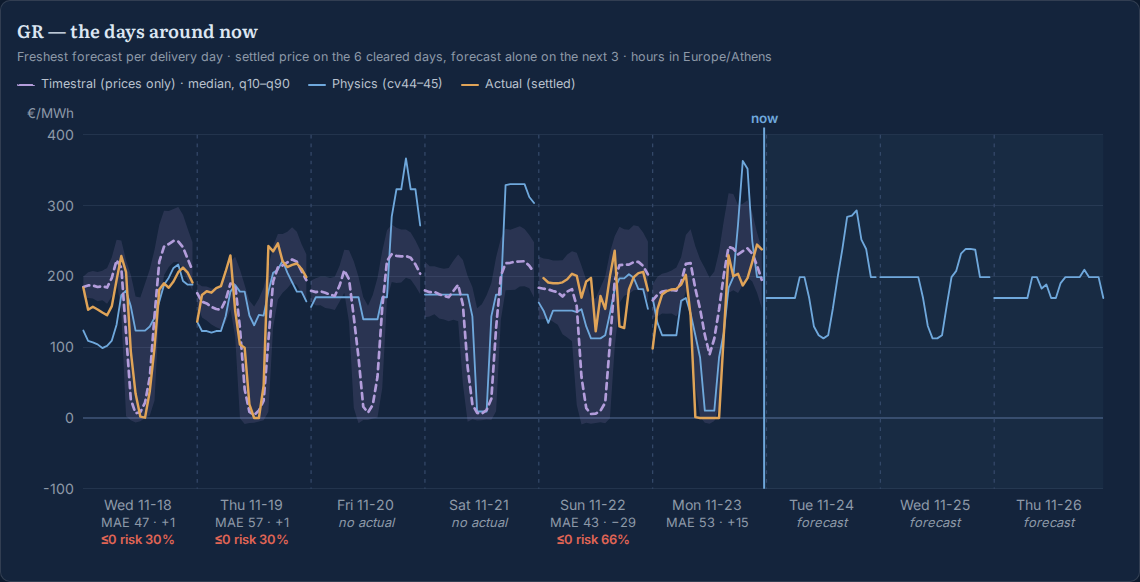 GR — the days around now
Freshest forecast per delivery day · settled price on the 6 cleared days, forecast alone on the next 3 · hours in Europe/Athens
Timestral (prices only) · median, q10–q90 Physics (cv44–45) Actual (settled)
€/MWh
now
400
300
200
100
0
-100
Wed 11-18 Thu 11-19 Fri 11-20 Sat 11-21 Sun 11-22 Mon 11-23 Tue 11-24 Wed 11-25 Thu 11-26
MAE 47 · +1 MAE 57 · +1 no actual no actual MAE 43 · −29 MAE 53 · +15 forecast forecast forecast
≤0 risk 30% ≤0 risk 30% ≤0 risk 66%